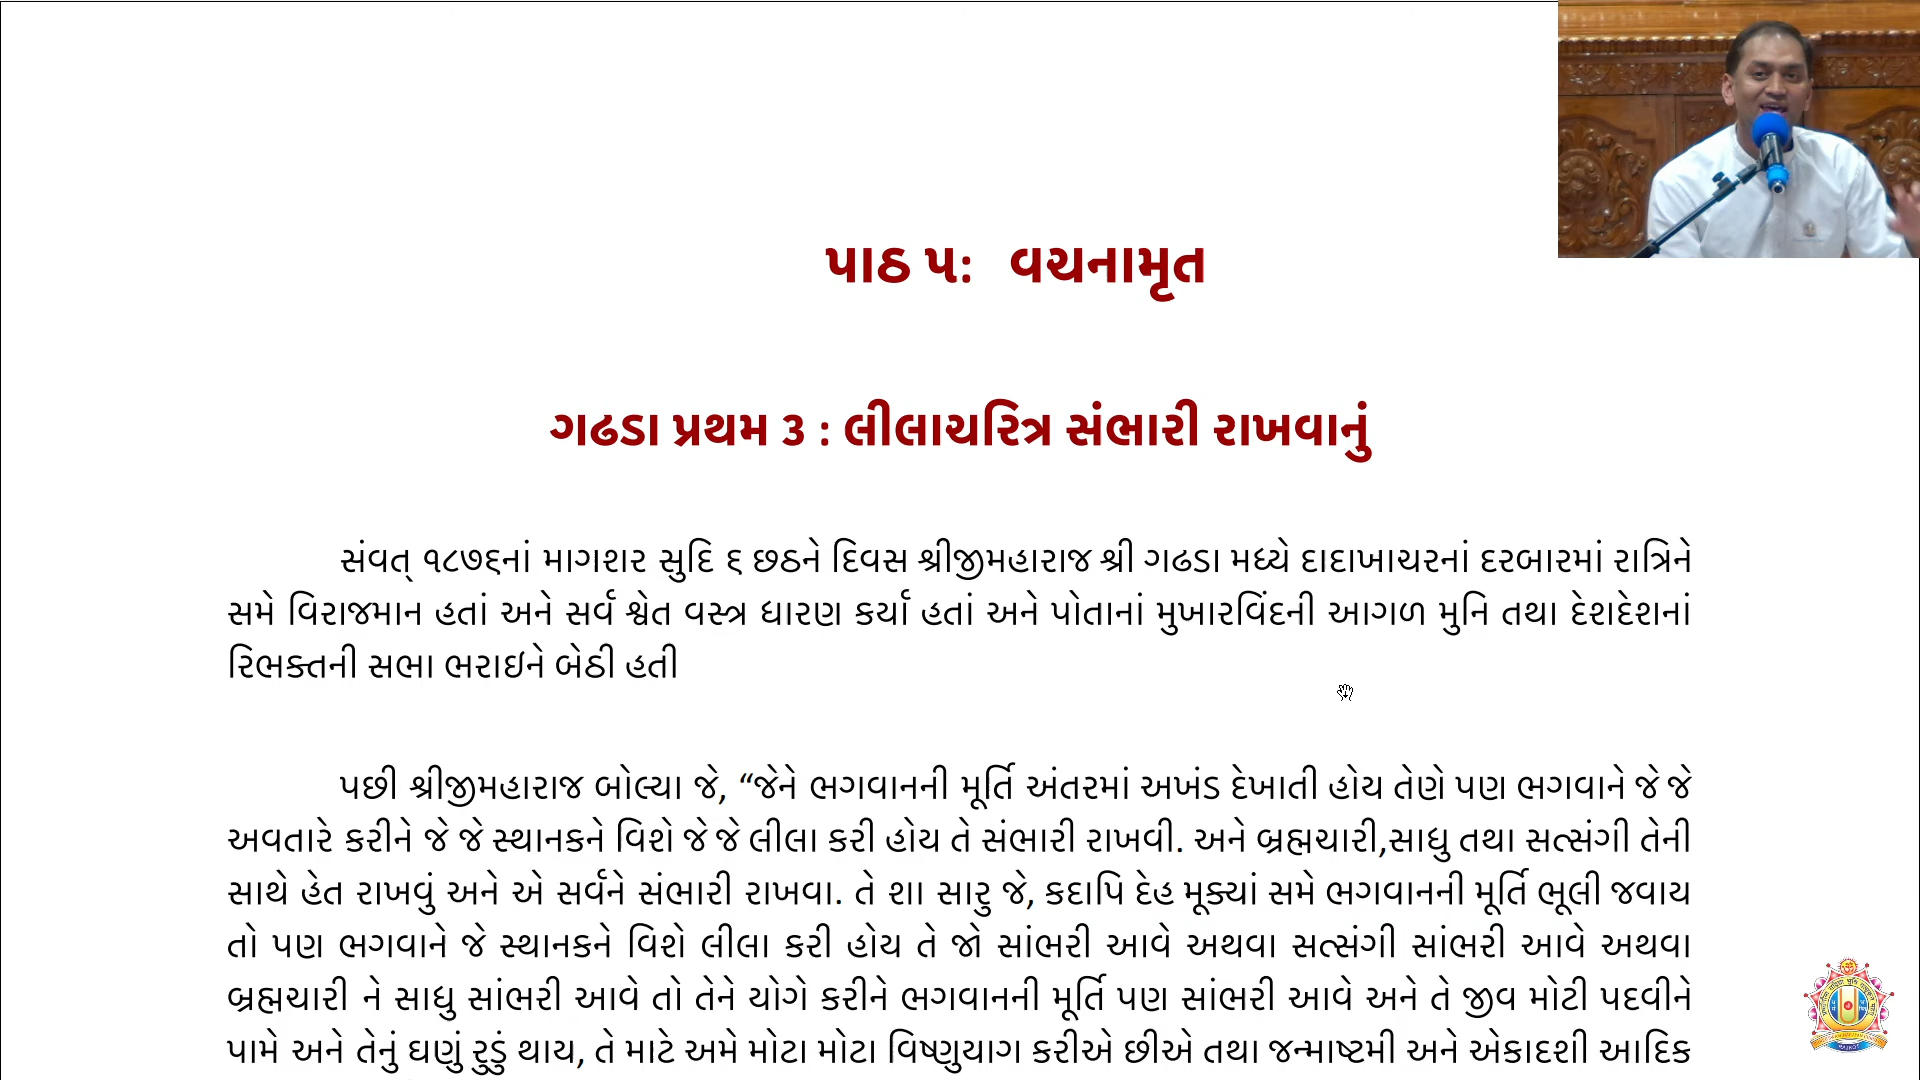 પાઠ ૫: વચનામૃત
ગઢડા પ્રથમ 3 : લીલાચરિત્ર સંભારી રાખવાનું
સંવત્ ૧૮૭૬નાં માગશર સુદિ ૬ છઠને દિવસ શ્રીજીમહારાજ શ્રી ગઢડા મધ્યે દાદાખાચરનાં દરબારમાં રાત્રિને
સમે વિરાજમાન હતાં અને સર્વ શ્વેત વસ્ત્ર ધારણ કર્યાં હતાં અને પોતાનાં મુખારવિંદની આગળ મુનિ તથા દેશદેશનાં
રિભક્તની સભા ભરાઇને બેઠી હતી
પછી શ્રીજીમહારાજ બોલ્યા જે, “જેને ભગવાનની મૂર્તિ અંતરમાં અખંડ દેખાતી હોય તેણે પણ ભગવાને જે જે
અવતારે કરીને જે જે સ્થાનકને વિશે જે જે લીલા કરી હોય તે સંભારી રાખવી. અને બ્રહ્મચારી,સાધુ તથા સત્સંગી તેની
સાથે હેત રાખવું અને એ સર્વને સંભારી રાખવા. તે શા સારુ જે, કદાપિ દેહ મૂક્યાં સમે ભગવાનની મૂર્તિ ભૂલી જવાય
તો પણ ભગવાને જે સ્થાનકને વિશે લીલા કરી હોય તે જો સાંભરી આવે અથવા સત્સંગી સાંભરી આવે અથવા
બ્રહ્મચારી ને સાધુ સાંભરી આવે તો તેને યોગે કરીને ભગવાનની મૂર્તિ પણ સાંભરી આવે અને તે જીવ મોટી પદવીને
પામે અને તેનું ઘણું રુડું થાય, તે માટે અમે મોટા મોટા વિષ્ણુયાગ કરીએ છીએ તથા જન્માષ્ટમી અને એકાદશી આદિક